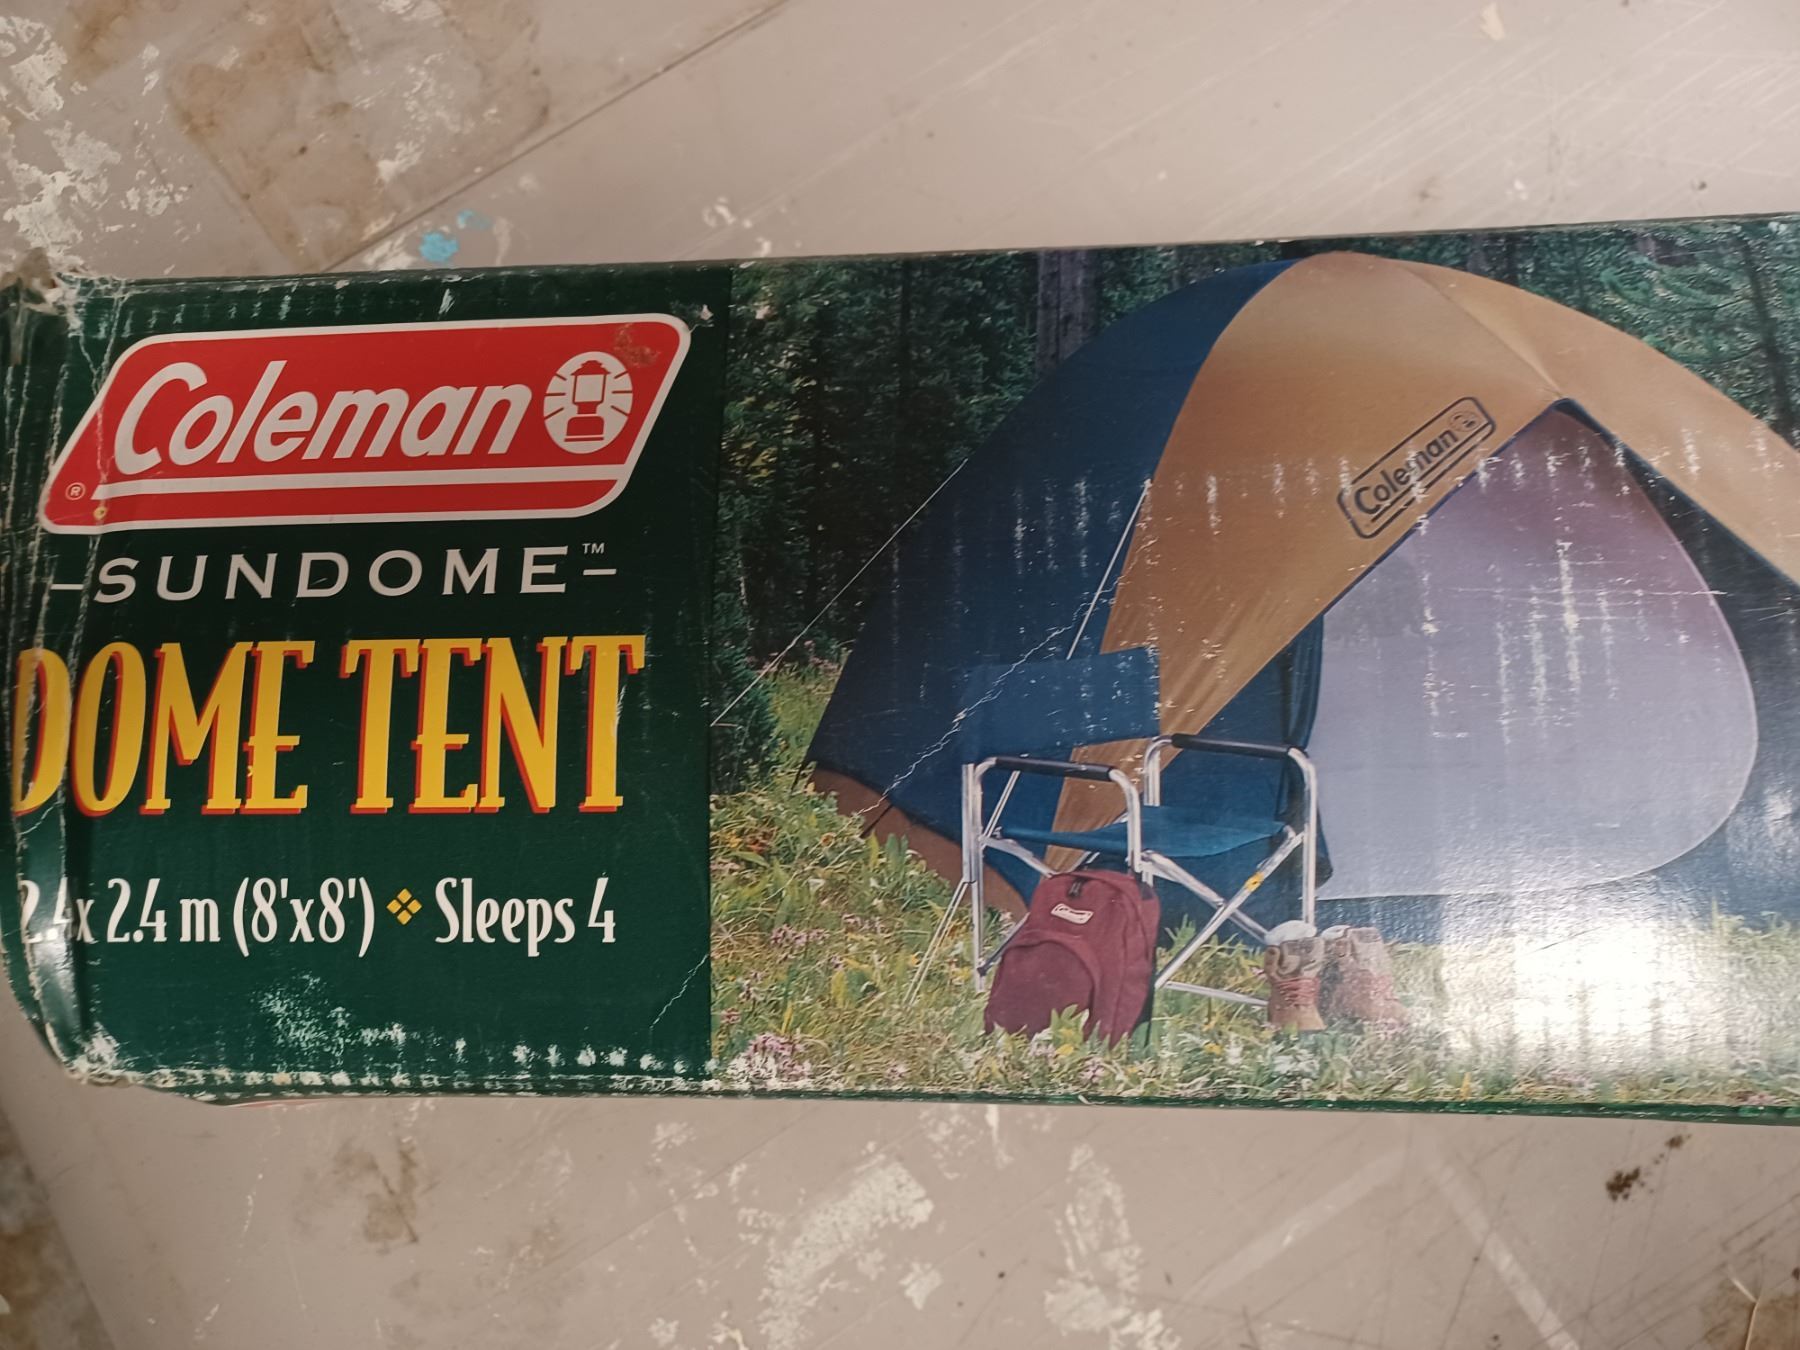 Coleman
®
-SUNDOME™-
DOME TENT
2.4 x 2.4 m (8'x8') ❖ Sleeps 4
Coleman
Coleman